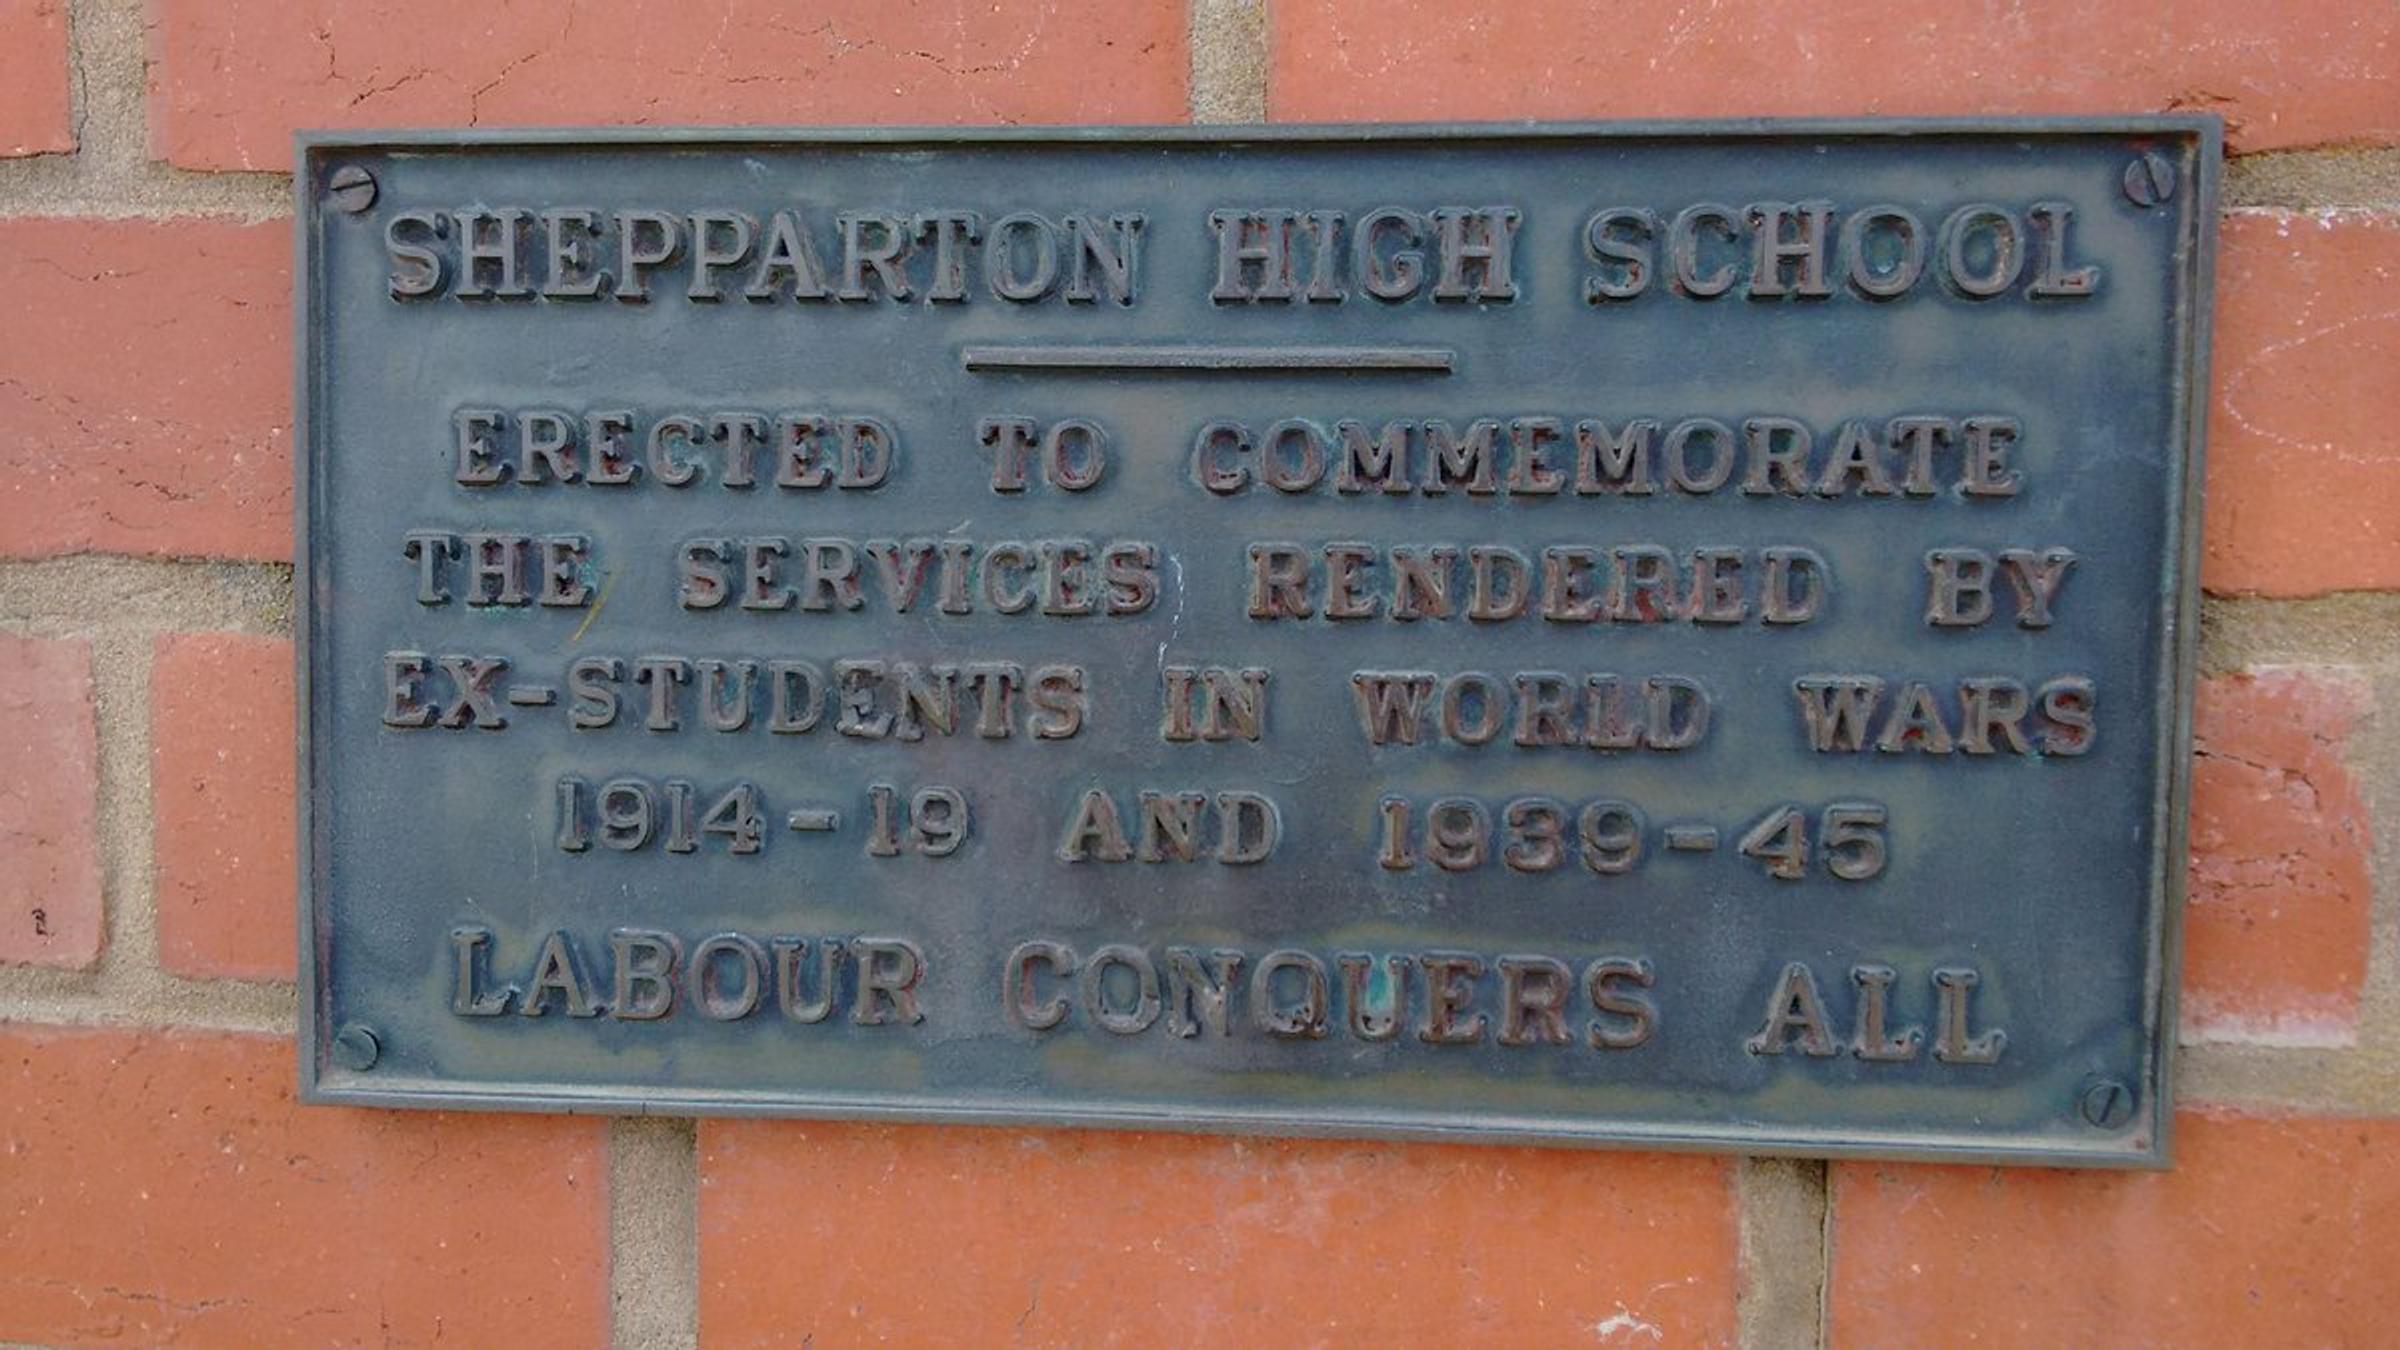 SHEPPARTON HIGH SCHOOL
ERECTED TO COMMEMORATE
THE SERVICES RENDERED BY
EX-STUDENTS IN WORLD WARS
1914-19 AND 1939-45
LABOUR CONQUERS ALL